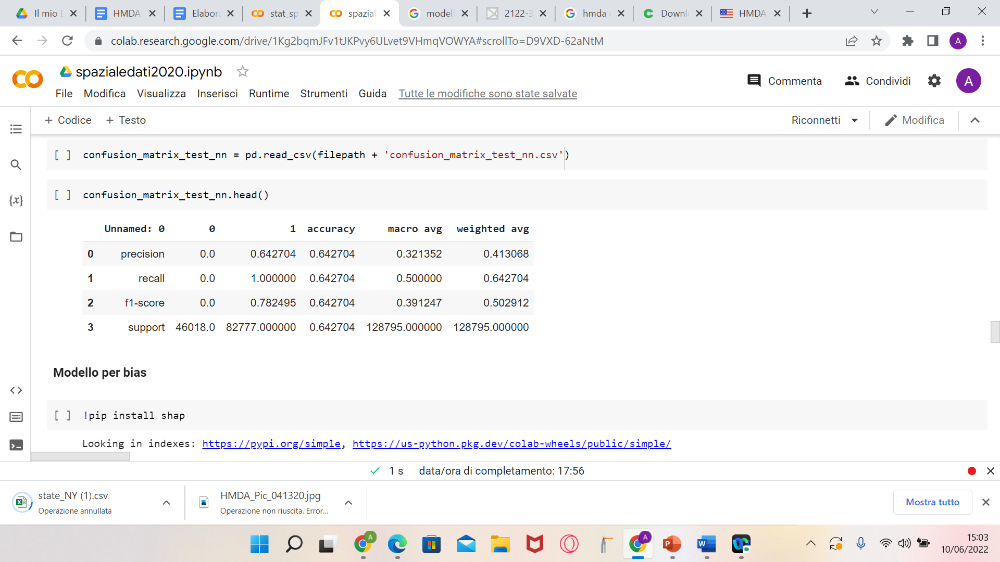 Il mio D
HMDA
Elabora
stat_sp
spazial
modell
2122-3
hmda
Downl
HMDA
colab.research.google.com/drive/1Kg2bqmJFv1tJKPvy6ULvet9VHmqVOWYA#scrollTo=D9VXD-62aNtM
A
spazialedati2020.ipynb
Commenta
Condividi
A
File Modifica Visualizza Inserisci Runtime Strumenti Guida Tutte le modifiche sono state salvate
+ Codice + Testo
Riconnetti
Modifica
[ ] confusion_matrix_test_nn = pd.read_csv(filepath + 'confusion_matrix_test_nn.csv')
{x}
[ ] confusion_matrix_test_nn.head()
Unnamed: 0 0 1 accuracy macro avg weighted avg
0 precision 0.0 0.642704 0.642704 0.321352 0.413068
1 recall 0.0 1.000000 0.642704 0.500000 0.642704
2 f1-score 0.0 0.782495 0.642704 0.391247 0.502912
3 support 46018.0 82777.000000 0.642704 128795.000000 128795.000000
Modello per bias
[ ] !pip install shap
Looking in indexes: https://pypi.org/simple, https://us-python.pkg.dev/colab-wheels/public/simple/
1 s data/ora di completamento: 17:56
state_NY (1).csv
Operazione annullata
HMDA_Pic_041320.jpg
Operazione non riuscita. Error...
Mostra tutto
15:03
10/06/2022